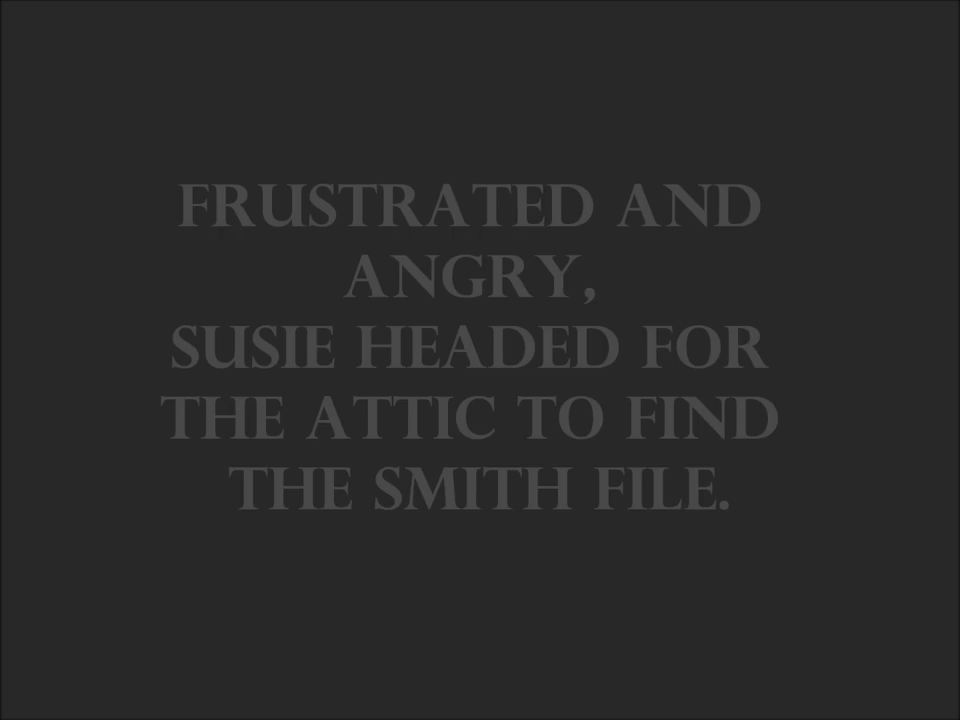 FRUSTRATED AND
ANGRY,
SUSIE HEADED FOR
THE ATTIC TO FIND
THE SMITH FILE.